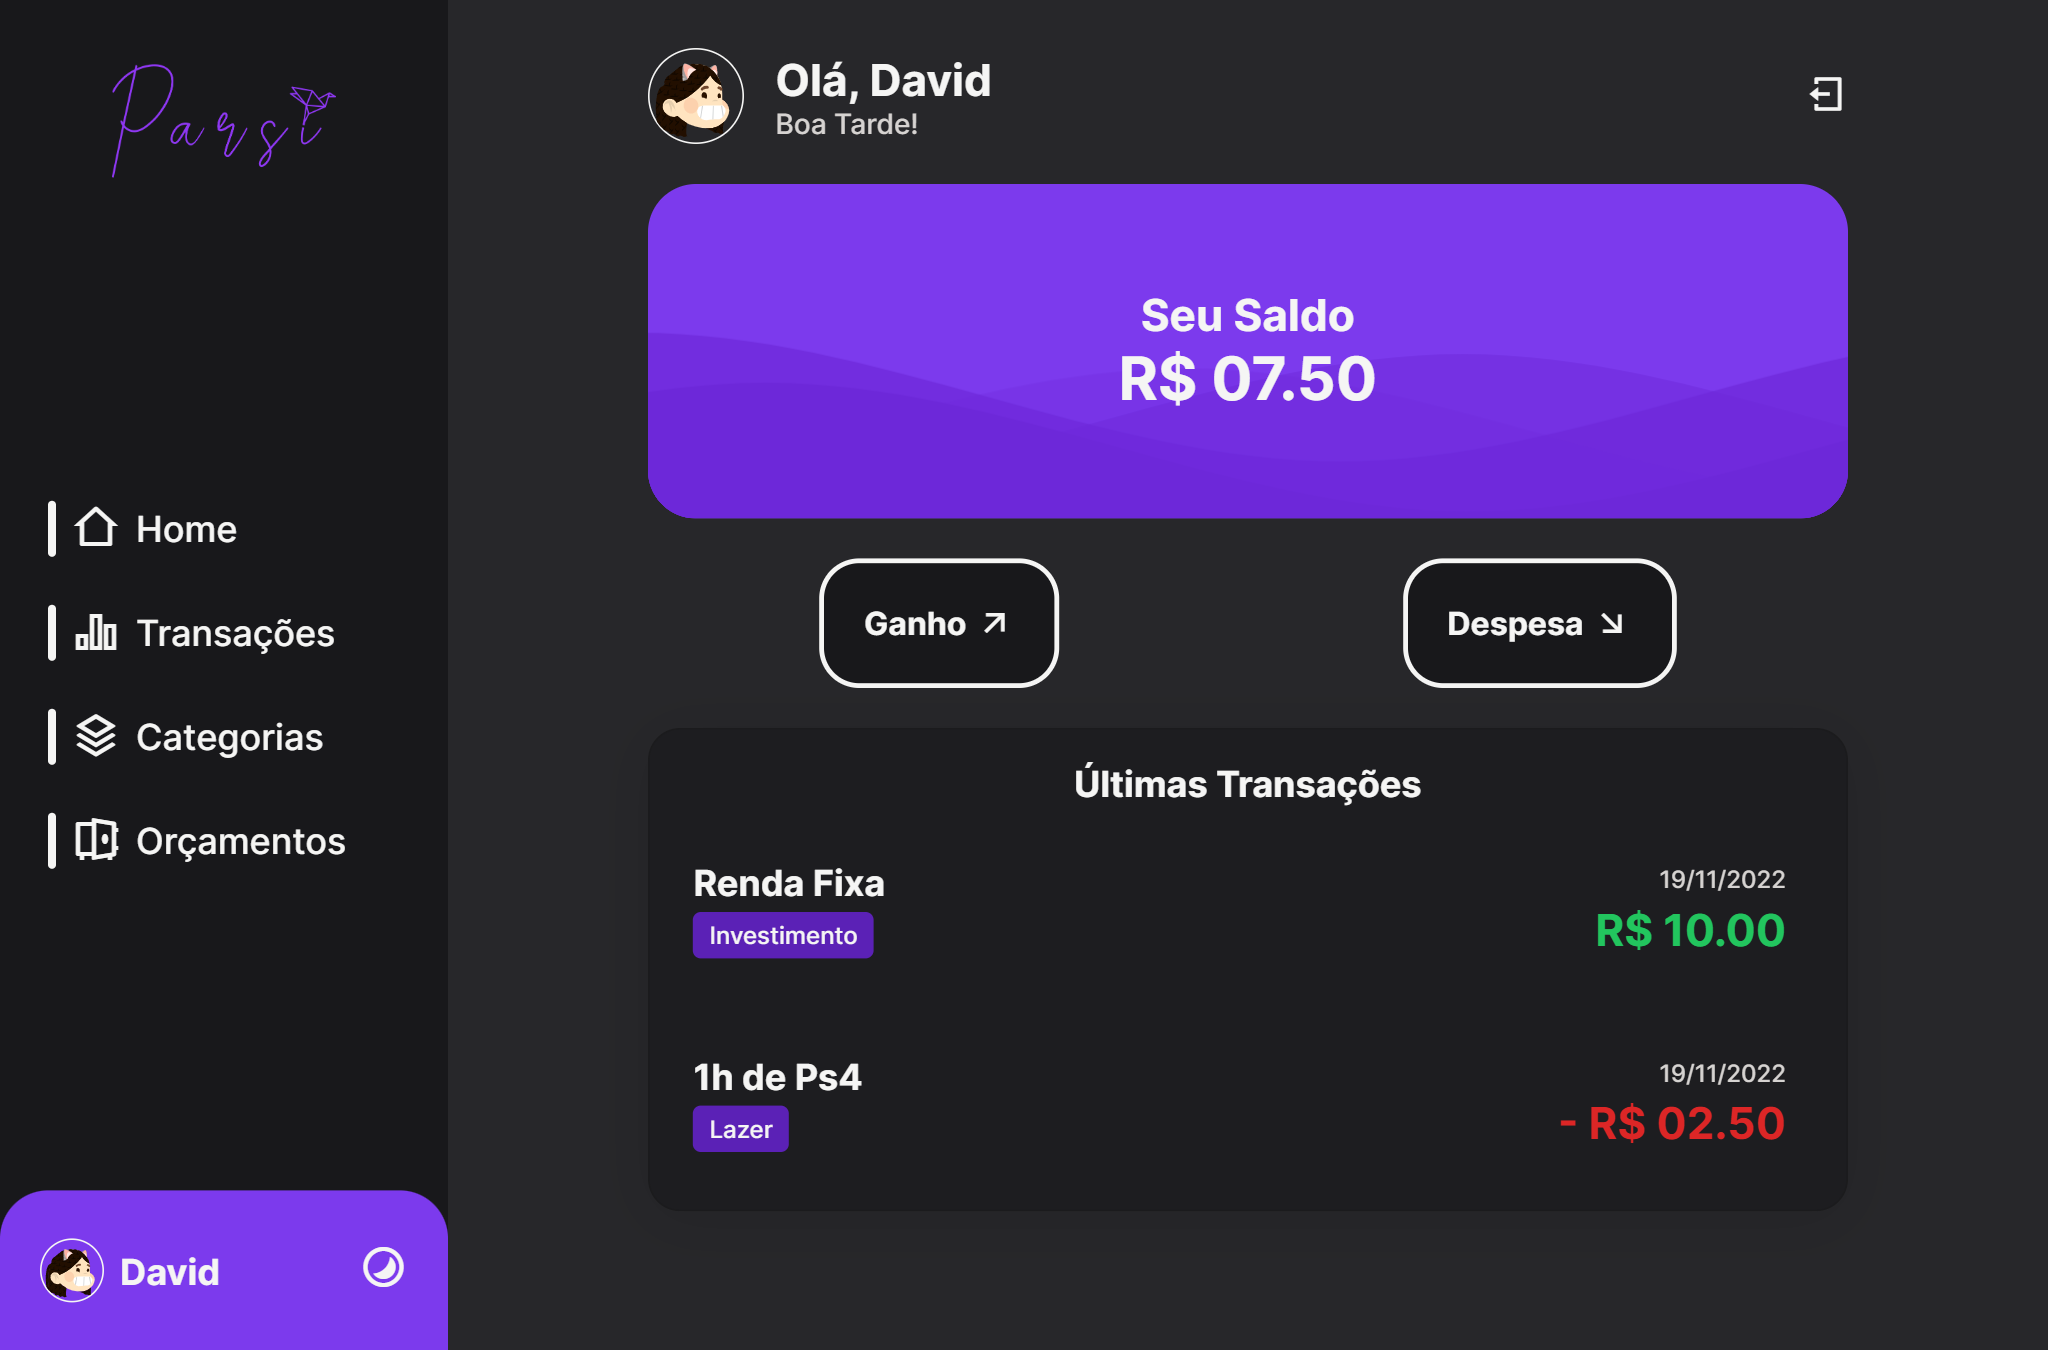 Parsi
Home
Transações
Categorias
Orçamentos
David
Olá, David
Boa Tarde!
Seu Saldo
R$ 07.50
Ganho
Despesa
Últimas Transações
Renda Fixa
19/11/2022
Investimento
R$ 10.00
1h de Ps4
19/11/2022
Lazer
- R$ 02.50